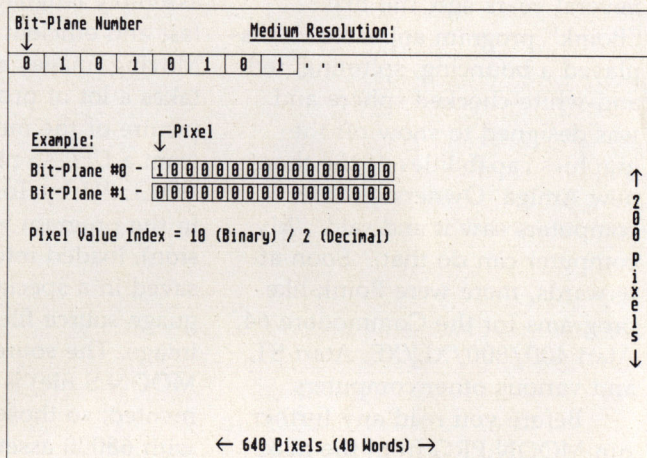 Bit-Plane Number
Medium Resolution:
0 1 0 1 0 1 0 1
Example:
Pixel
Bit-Plane #0 - 1000000000000000
Bit-Plane #1 - 0000000000000000
Pixel Value Index = 10 (Binary) / 2 (Decimal)
200 Pixels
← 640 Pixels (40 Words) →